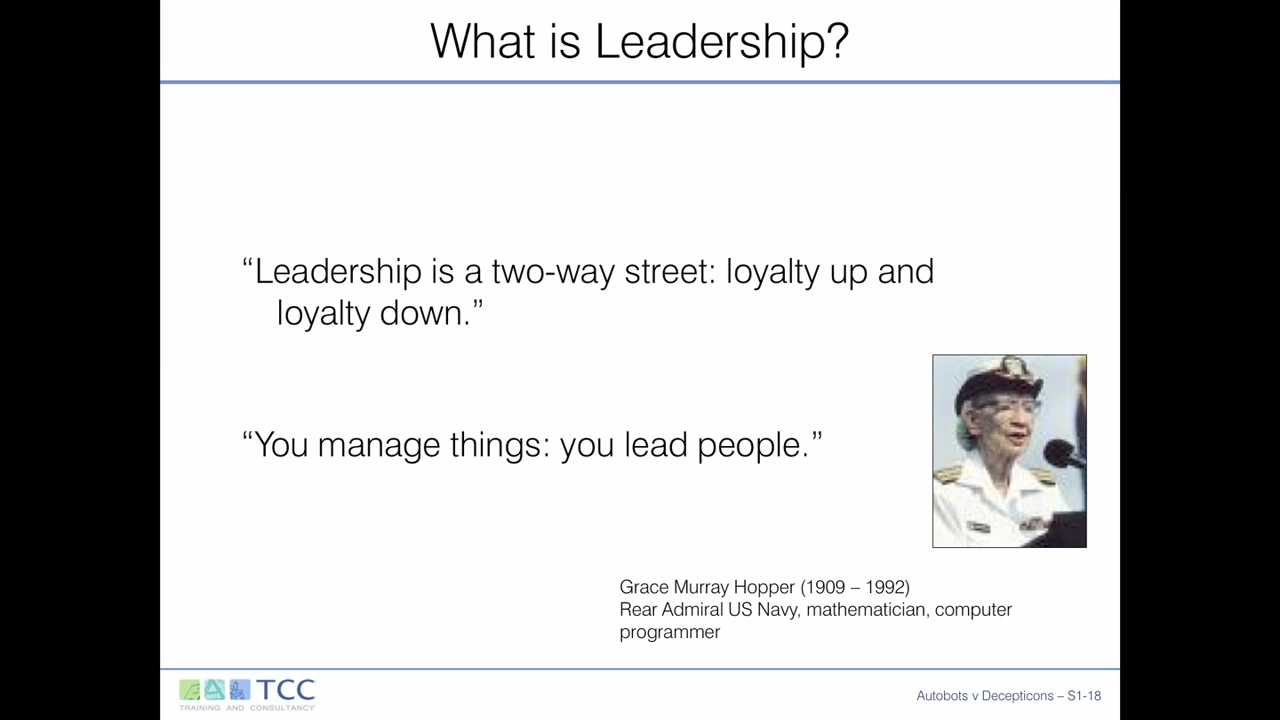 What is Leadership?
“Leadership is a two-way street: loyalty up and
loyalty down.”
“You manage things: you lead people.”
Grace Murray Hopper (1909 – 1992)
Rear Admiral US Navy, mathematician, computer
programmer
TCC
TRAINING AND CONSULTANCY
Autobots v Decepticons – S1-18